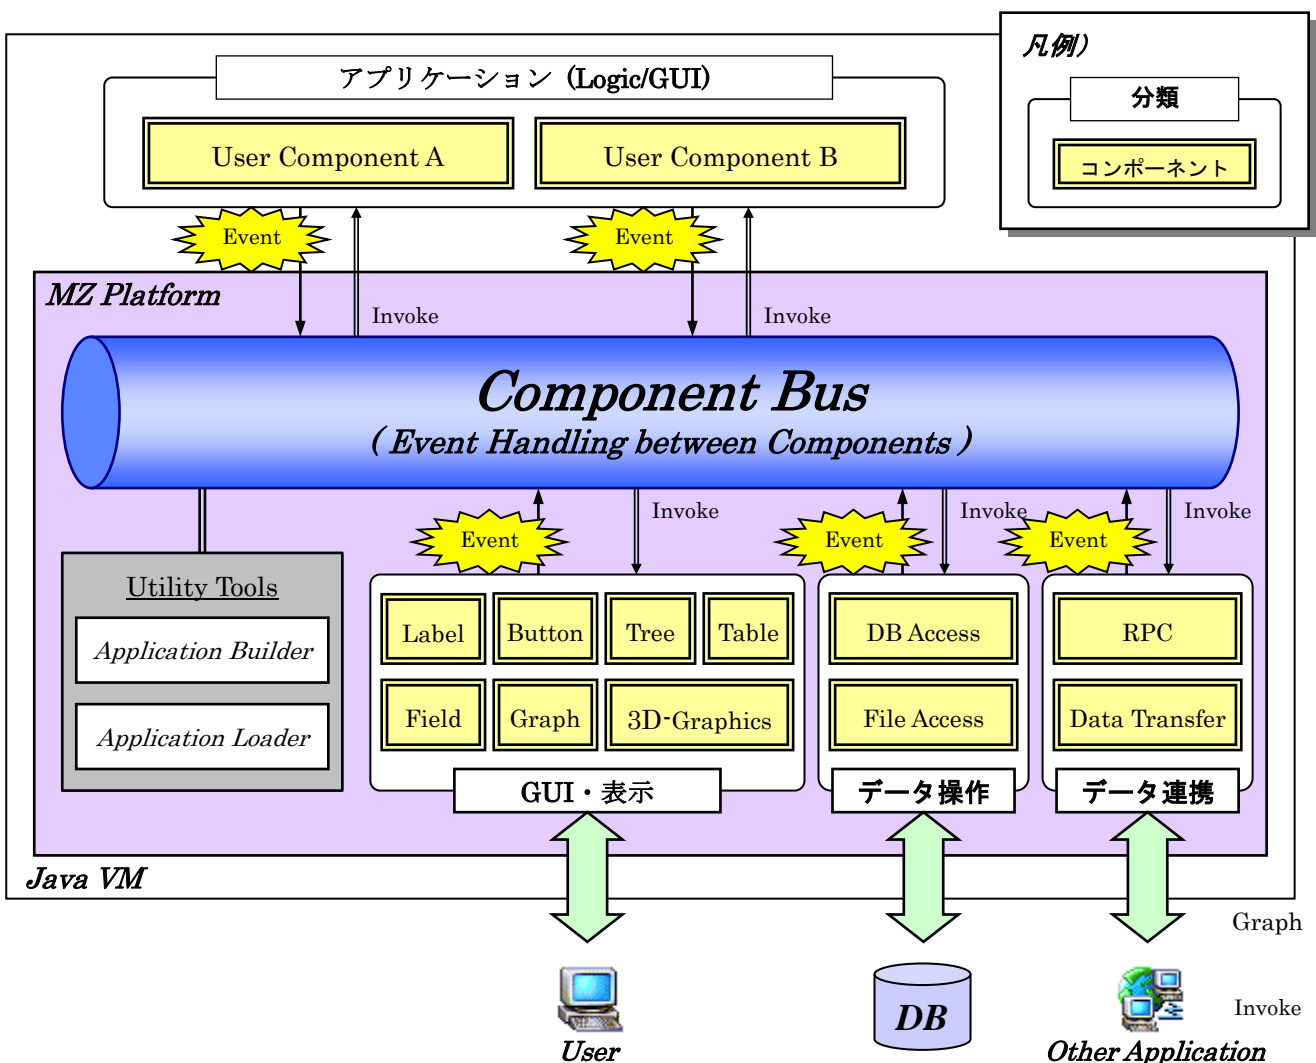 凡例）
アプリケーション (Logic/GUI)
分類
User Component A
User Component B
コンポーネント
Event
Event
MZ Platform
Invoke
Invoke
Component Bus
( Event Handling between Components )
Invoke
Invoke
Invoke
Event
Event
Event
Utility Tools
Application Builder
Application Loader
Label
Button
Tree
Table
Field
Graph
3D-Graphics
GUI・表示
DB Access
File Access
データ操作
RPC
Data Transfer
データ連携
Java VM
Graph
DB
Invoke
User
Other Application